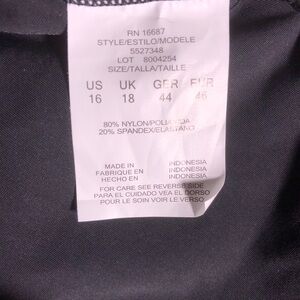 RN 16687
STYLE/ESTILO/MODELE
5527348
LOT 8004254
SIZE/TALLA/TAILLE
US UK GER EUR
16 18 44 46
80% NYLON/POLIAMIDA
20% SPANDEX/ELASTANO
MADE IN INDONESIA
FABRIQUE EN INDONESIA
HECHO EN INDONESIA
FOR CARE SEE REVERSE SIDE
PARA EL CUIDADO VEA EL DORSO
POUR LE SOIN VOIR LE VERSO